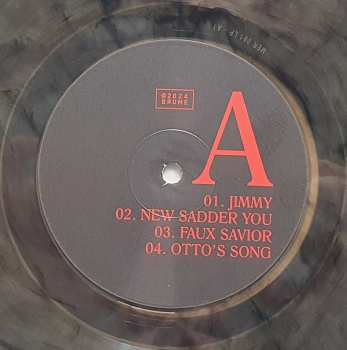 ©2024
BRUME
A
01. JIMMY
02. NEW SADDER YOU
03. FAUX SAVIOR
04. OTTO'S SONG